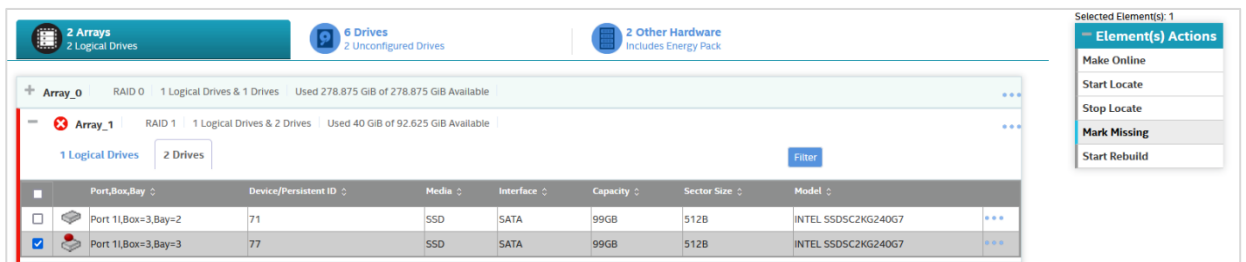 2 Arrays
2 Logical Drives
6 Drives
2 Unconfigured Drives
2 Other Hardware
Includes Energy Pack
Selected Element(s): 1
Element(s) Actions
Make Online
Start Locate
Stop Locate
Mark Missing
Start Rebuild
Array_0 RAID 0 1 Logical Drives & 1 Drives Used 278.875 GiB of 278.875 GiB Available
Array_1 RAID 1 1 Logical Drives & 2 Drives Used 40 GiB of 92.625 GiB Available
1 Logical Drives 2 Drives
Filter
Port,Box,Bay Device/Persistent ID Media Interface Capacity Sector Size Model
Port 1I,Box=3,Bay=2 71 SSD SATA 99GB 512B INTEL SSDSC2KG240G7
Port 1I,Box=3,Bay=3 77 SSD SATA 99GB 512B INTEL SSDSC2KG240G7